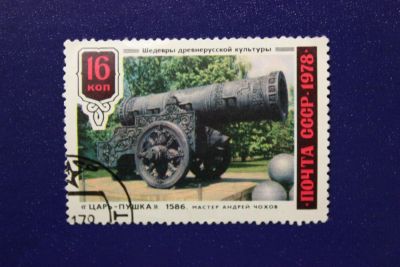 Шедевры древнерусской культуры
16
КОП
ПОЧТА СССР·1978·
«ЦАРЬ-ПУШКА» 1586. МАСТЕР АНДРЕЙ ЧОХОВ